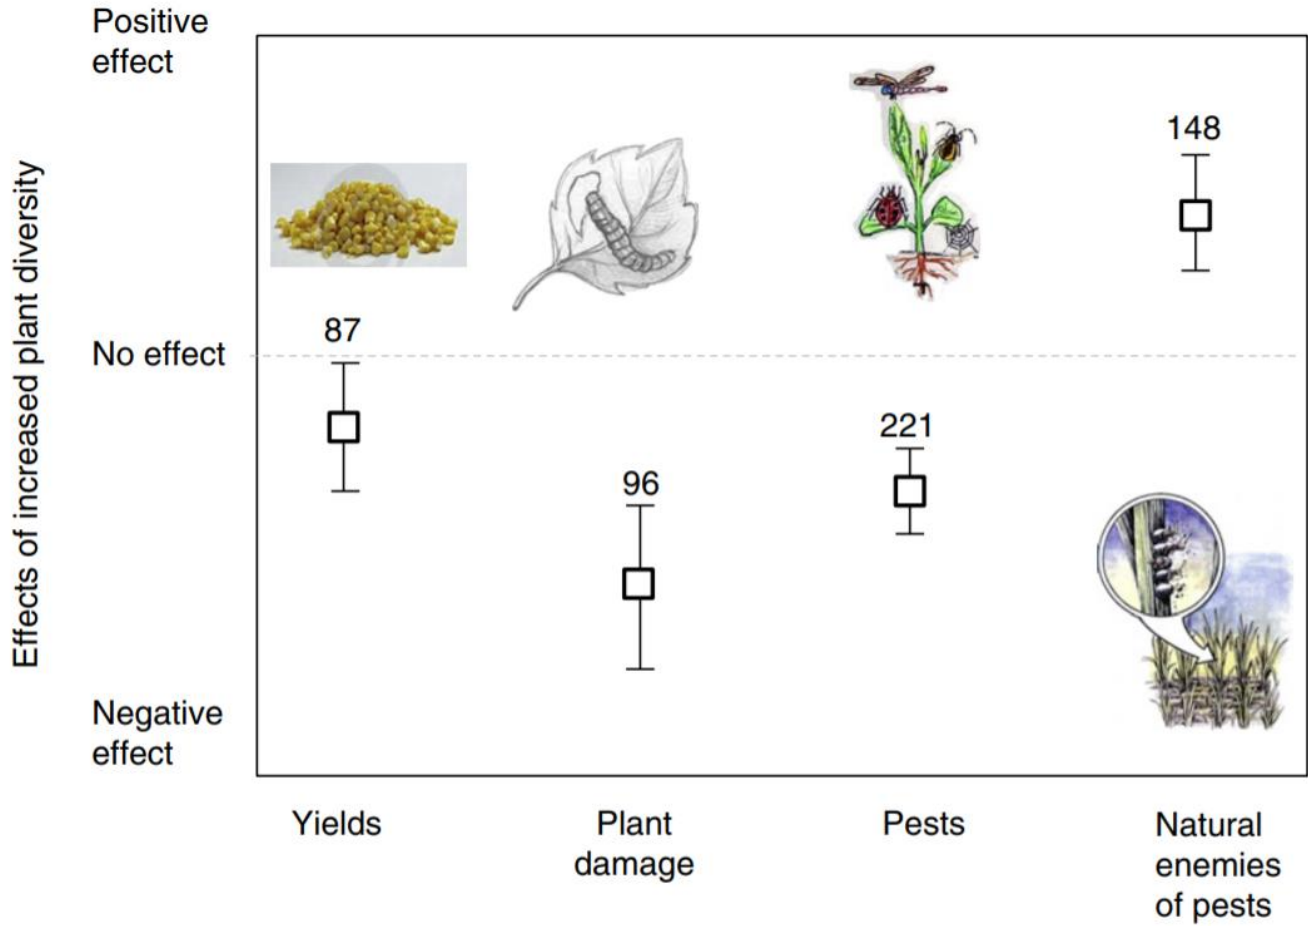 Positive
effect
148
87
No effect
221
96
Negative
effect
Effects of increased plant diversity
Yields
Plant
damage
Pests
Natural
enemies
of pests